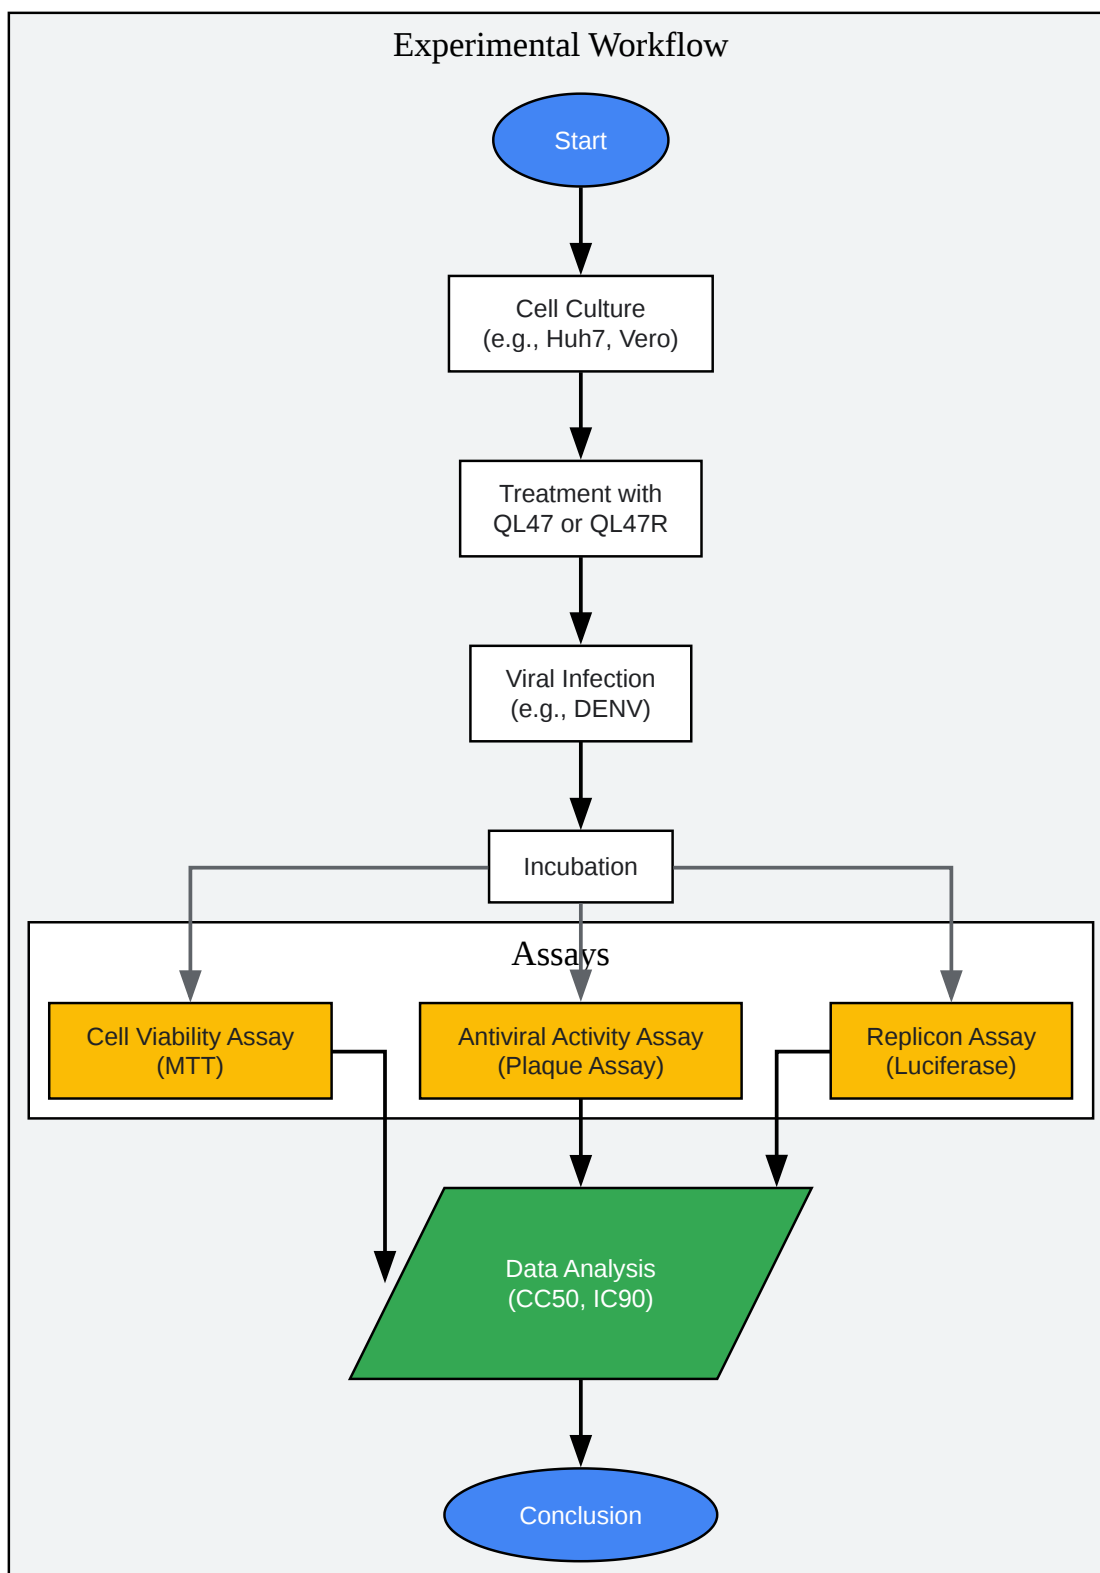 Experimental Workflow
Start
Cell Culture
(e.g., Huh7, Vero)
Treatment with
QL47 or QL47R
Viral Infection
(e.g., DENV)
Incubation
Assays
Cell Viability Assay
(MTT)
Antiviral Activity Assay
(Plaque Assay)
Replicon Assay
(Luciferase)
Data Analysis
(CC50, IC90)
Conclusion